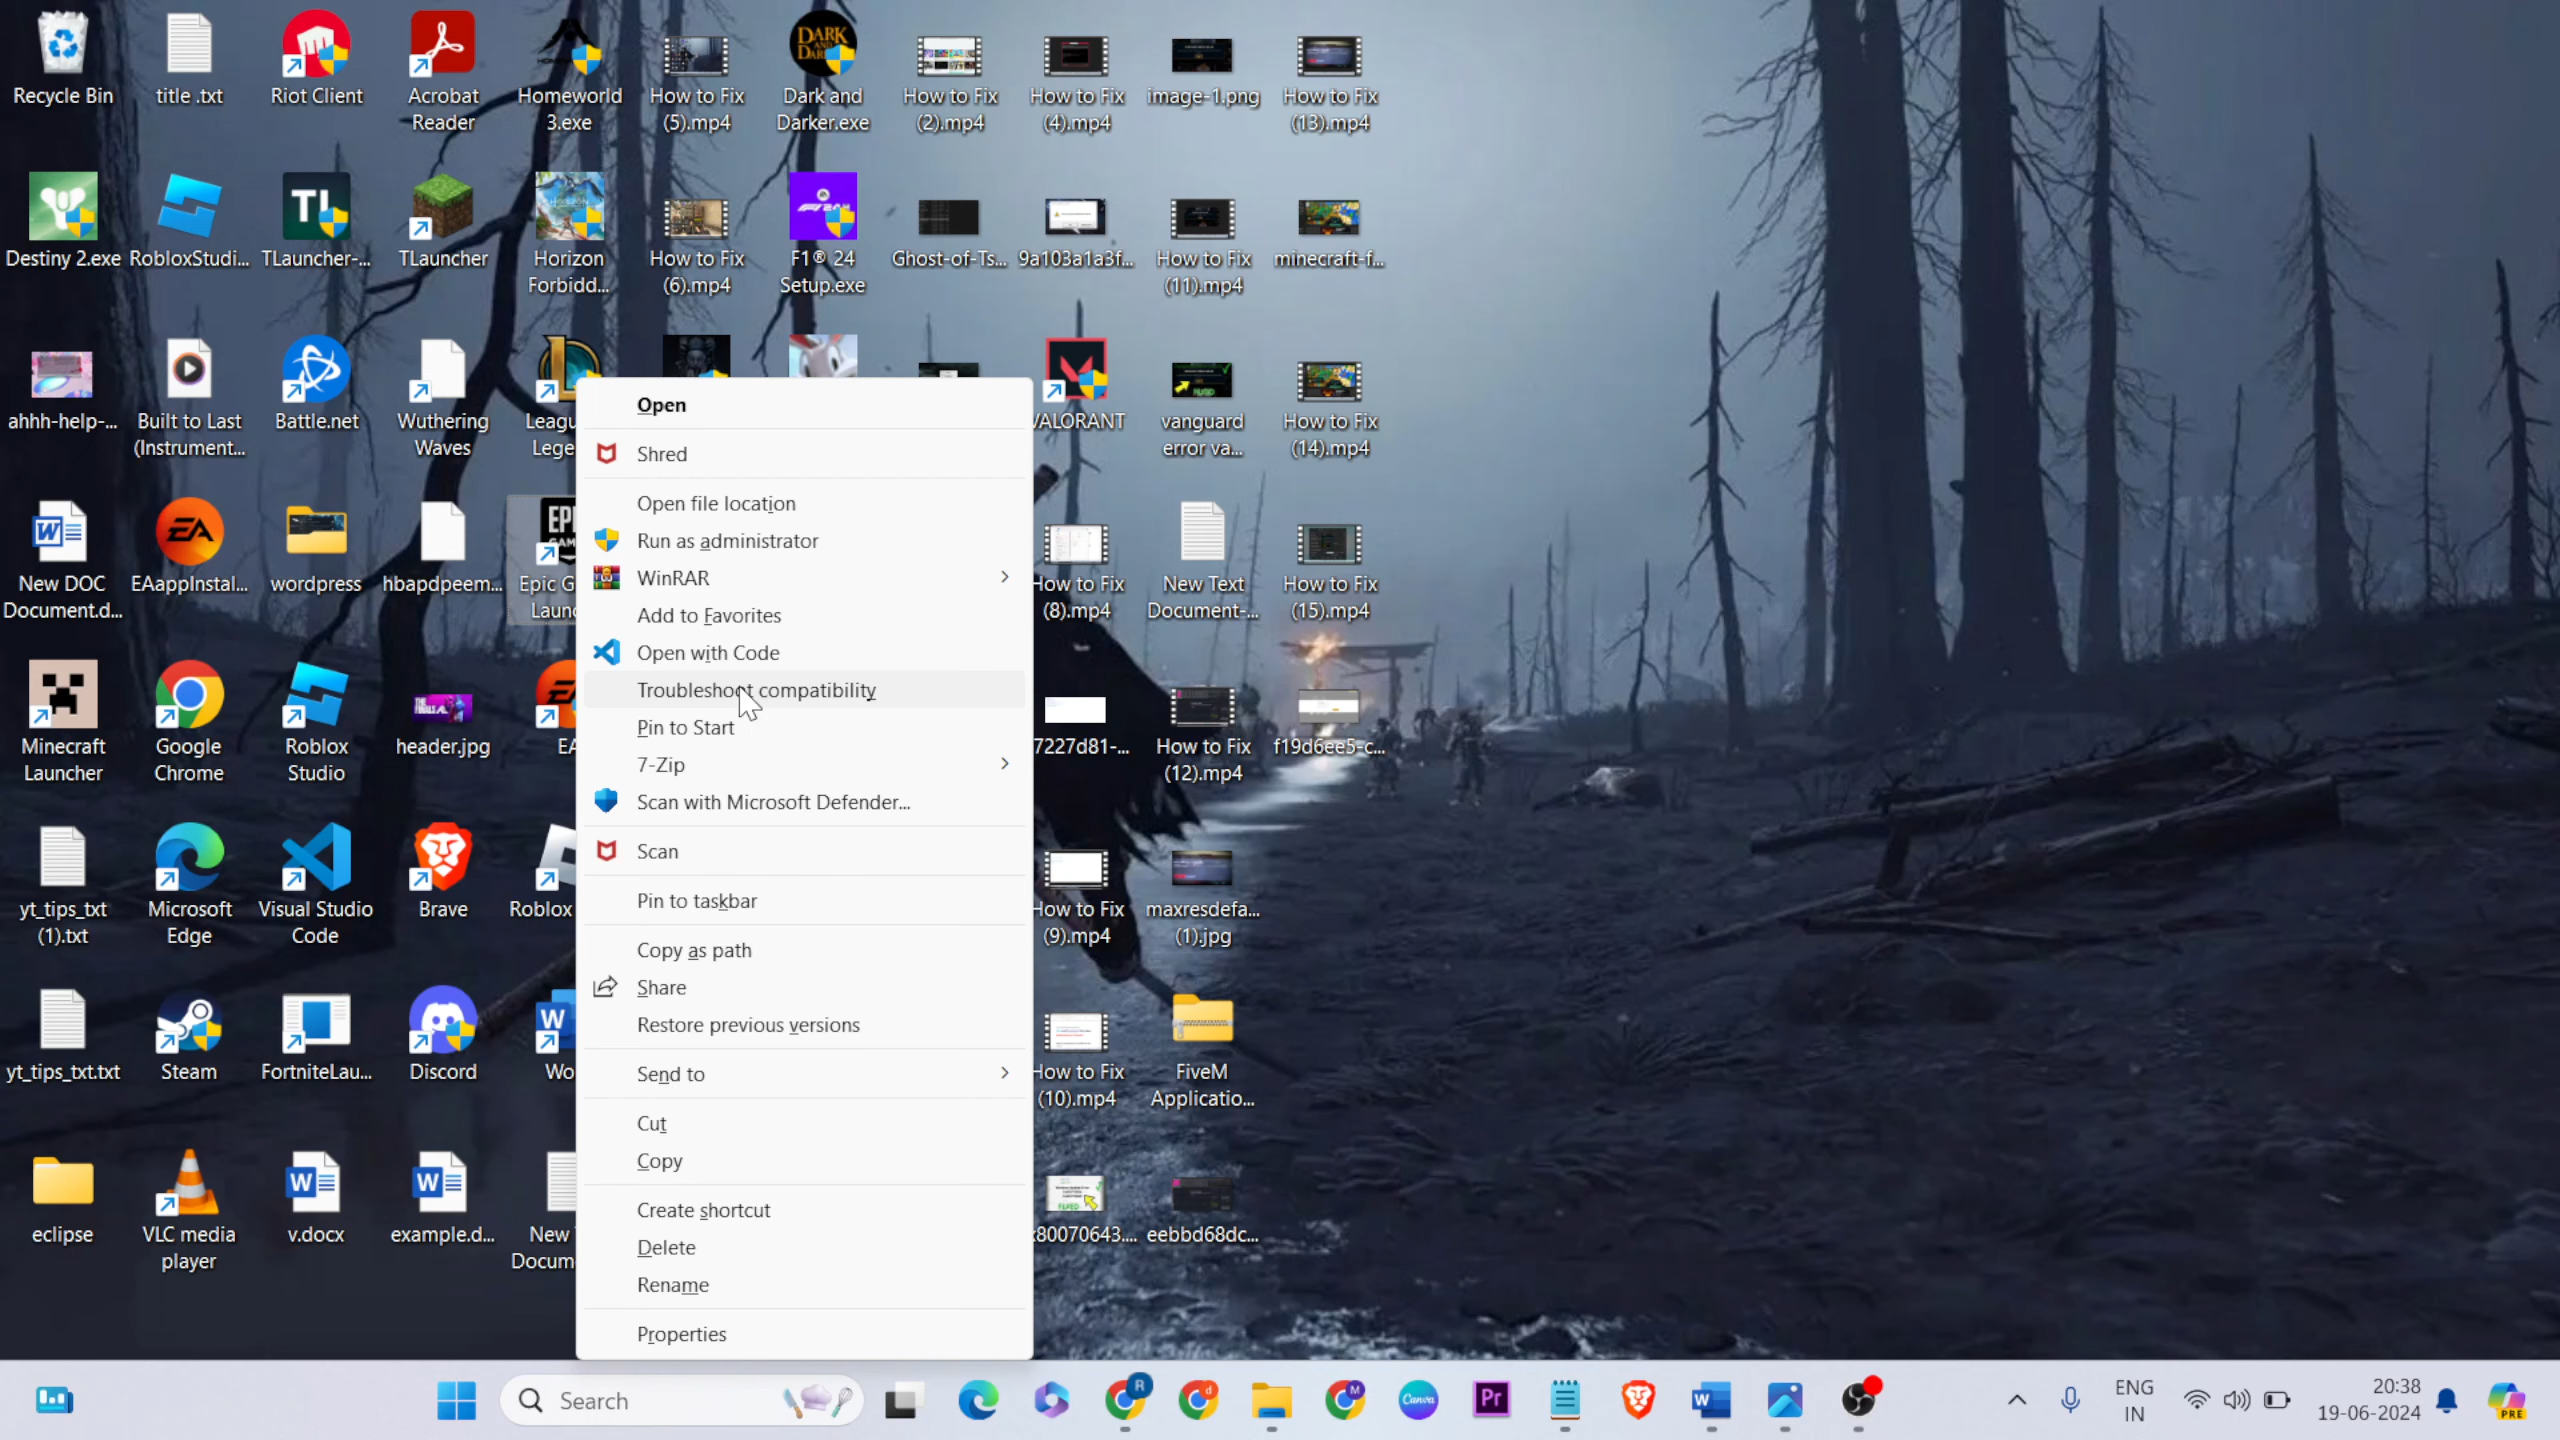 Recycle Bin
title .txt
Riot Client
Acrobat
Reader
Homeworld
3.exe
How to Fix
(5).mp4
Dark and
Darker.exe
How to Fix
(2).mp4
How to Fix
(4).mp4
image-1.png
How to Fix
(13).mp4
Destiny 2.exe
RobloxStudi...
TLauncher-...
TLauncher
Horizon
Forbidd...
How to Fix
(6).mp4
F1® 24
Setup.exe
Ghost-of-Ts...
9a103a1a3f...
How to Fix
(11).mp4
minecraft-f...
ahhh-help-...
Built to Last
(Instrument...
Battle.net
Wuthering
Waves
Leagu
Lege
VALORANT
vanguard
error va...
How to Fix
(14).mp4
New DOC
Document.d...
EAappInstal...
wordpress
hbapdpeem...
Epic G
Laun
How to Fix
(8).mp4
New Text
Document-...
How to Fix
(15).mp4
Minecraft
Launcher
Google
Chrome
Roblox
Studio
header.jpg
EA
7227d81-...
How to Fix
(12).mp4
f19d6ee5-c...
yt_tips_txt
(1).txt
Microsoft
Edge
Visual Studio
Code
Brave
Roblox
How to Fix
(9).mp4
maxresdefa...
(1).jpg
yt_tips_txt.txt
Steam
FortniteLau...
Discord
Wo
How to Fix
(10).mp4
FiveM
Applicatio...
eclipse
VLC media
player
v.docx
example.d...
New
Docum
x80070643....
eebbd68dc...
Open
Shred
Open file location
Run as administrator
WinRAR
Add to Favorites
Open with Code
Troubleshoot compatibility
Pin to Start
7-Zip
Scan with Microsoft Defender...
Scan
Pin to taskbar
Copy as path
Share
Restore previous versions
Send to
Cut
Copy
Create shortcut
Delete
Rename
Properties
Search
ENG
IN
20:38
19-06-2024